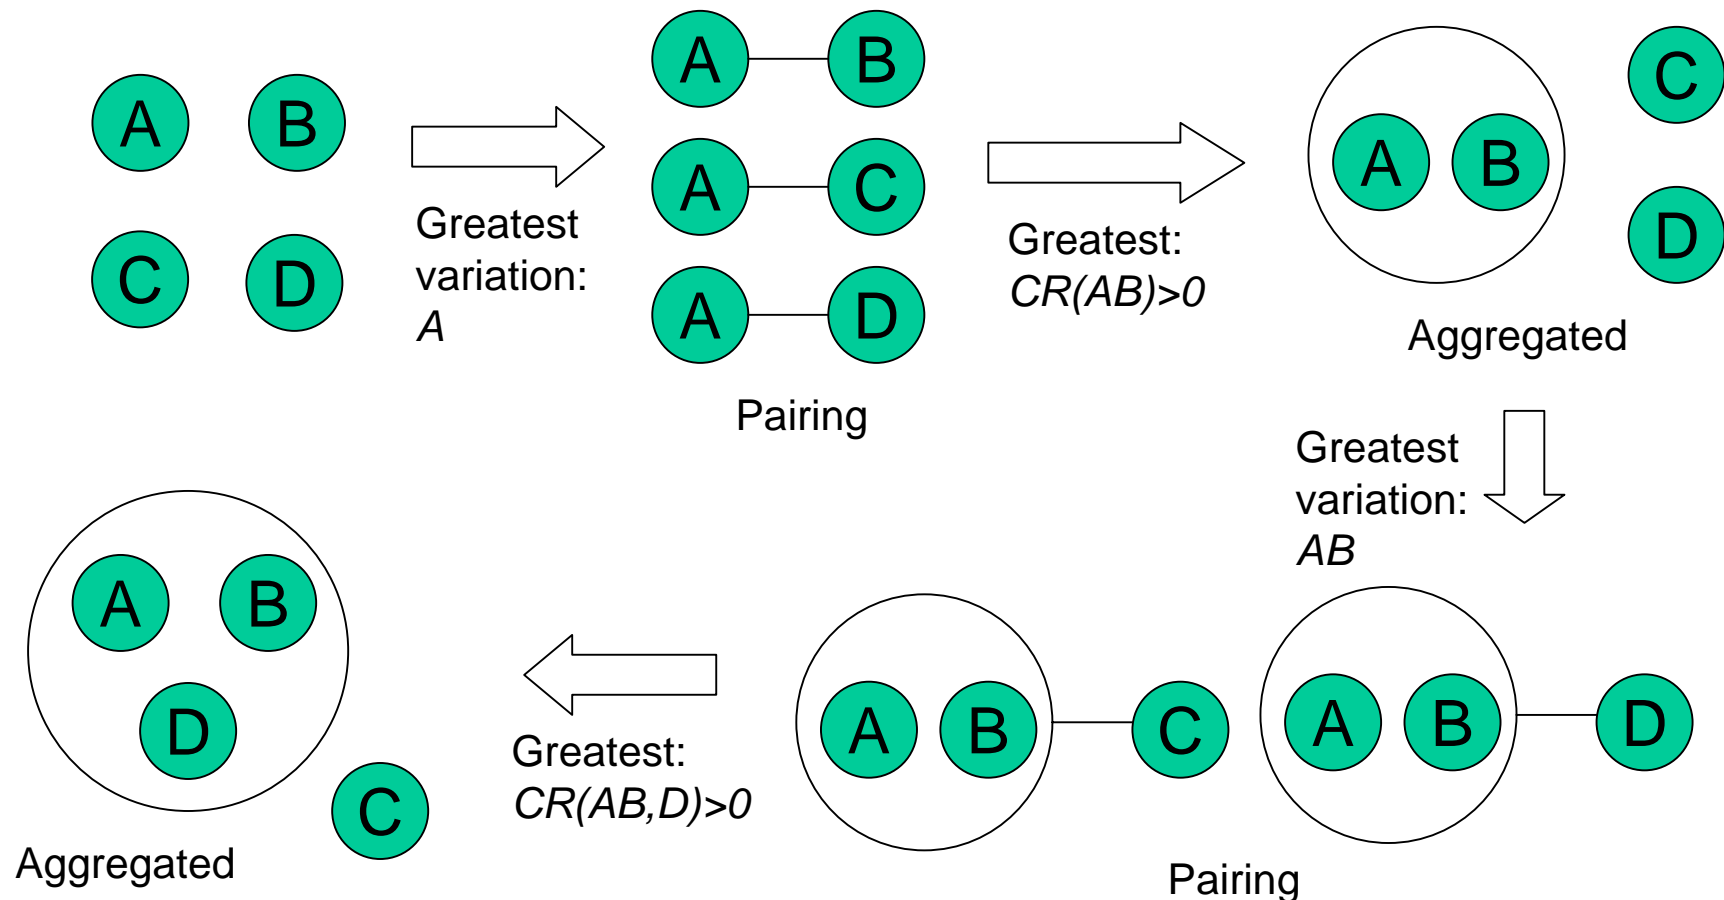 A B
C D
Greatest
variation:
A
A B
A C
A D
Pairing
Greatest:
CR(AB)>0
A B
C
D
Aggregated
Greatest
variation:
AB
A B C
A B D
Pairing
Greatest:
CR(AB,D)>0
A B
D
C
Aggregated